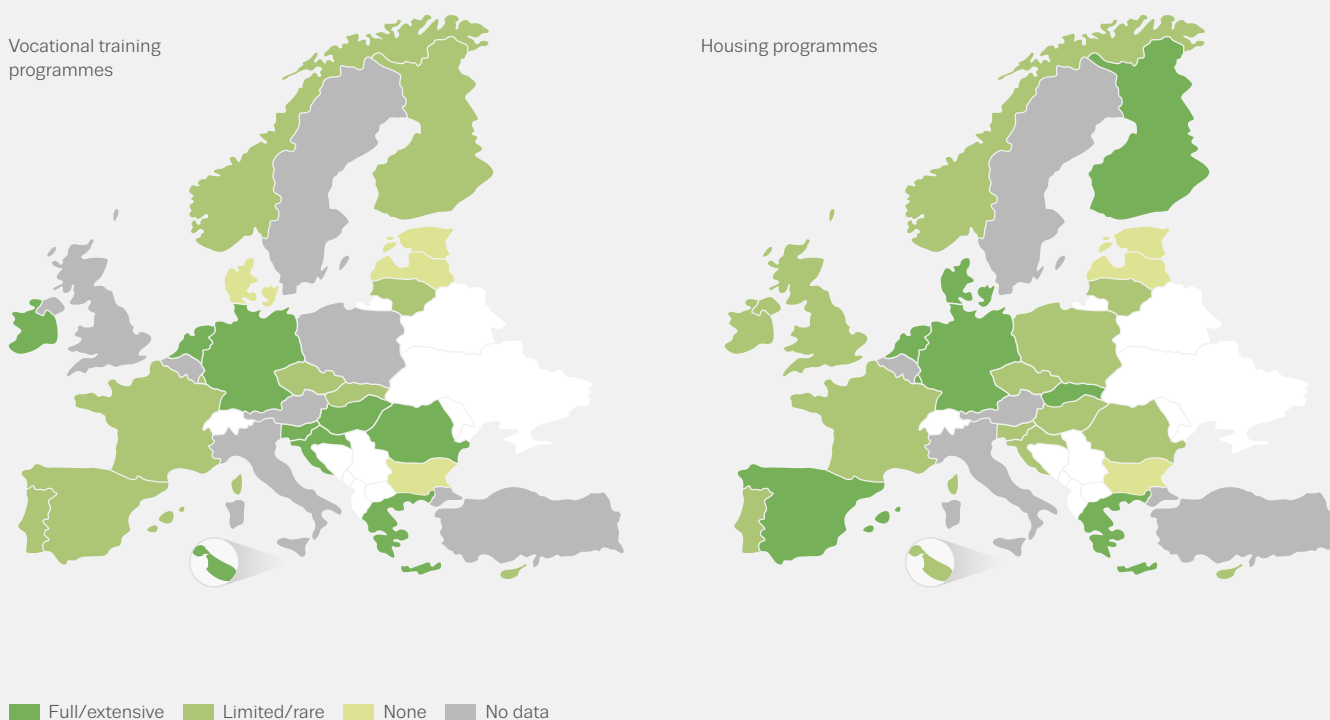 Vocational training
programmes
Housing programmes
Full/extensive
Limited/rare
None
No data